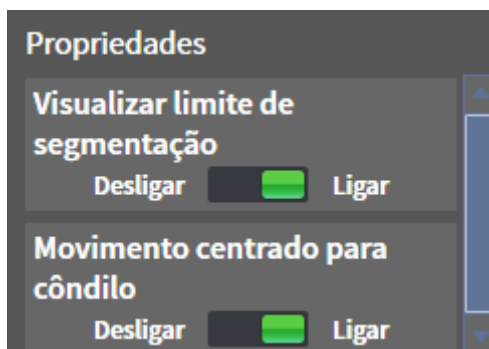 Propriedades
Visualizar limite de
segmentação
Desligar Ligar
Movimento centrado para
côndilo
Desligar Ligar